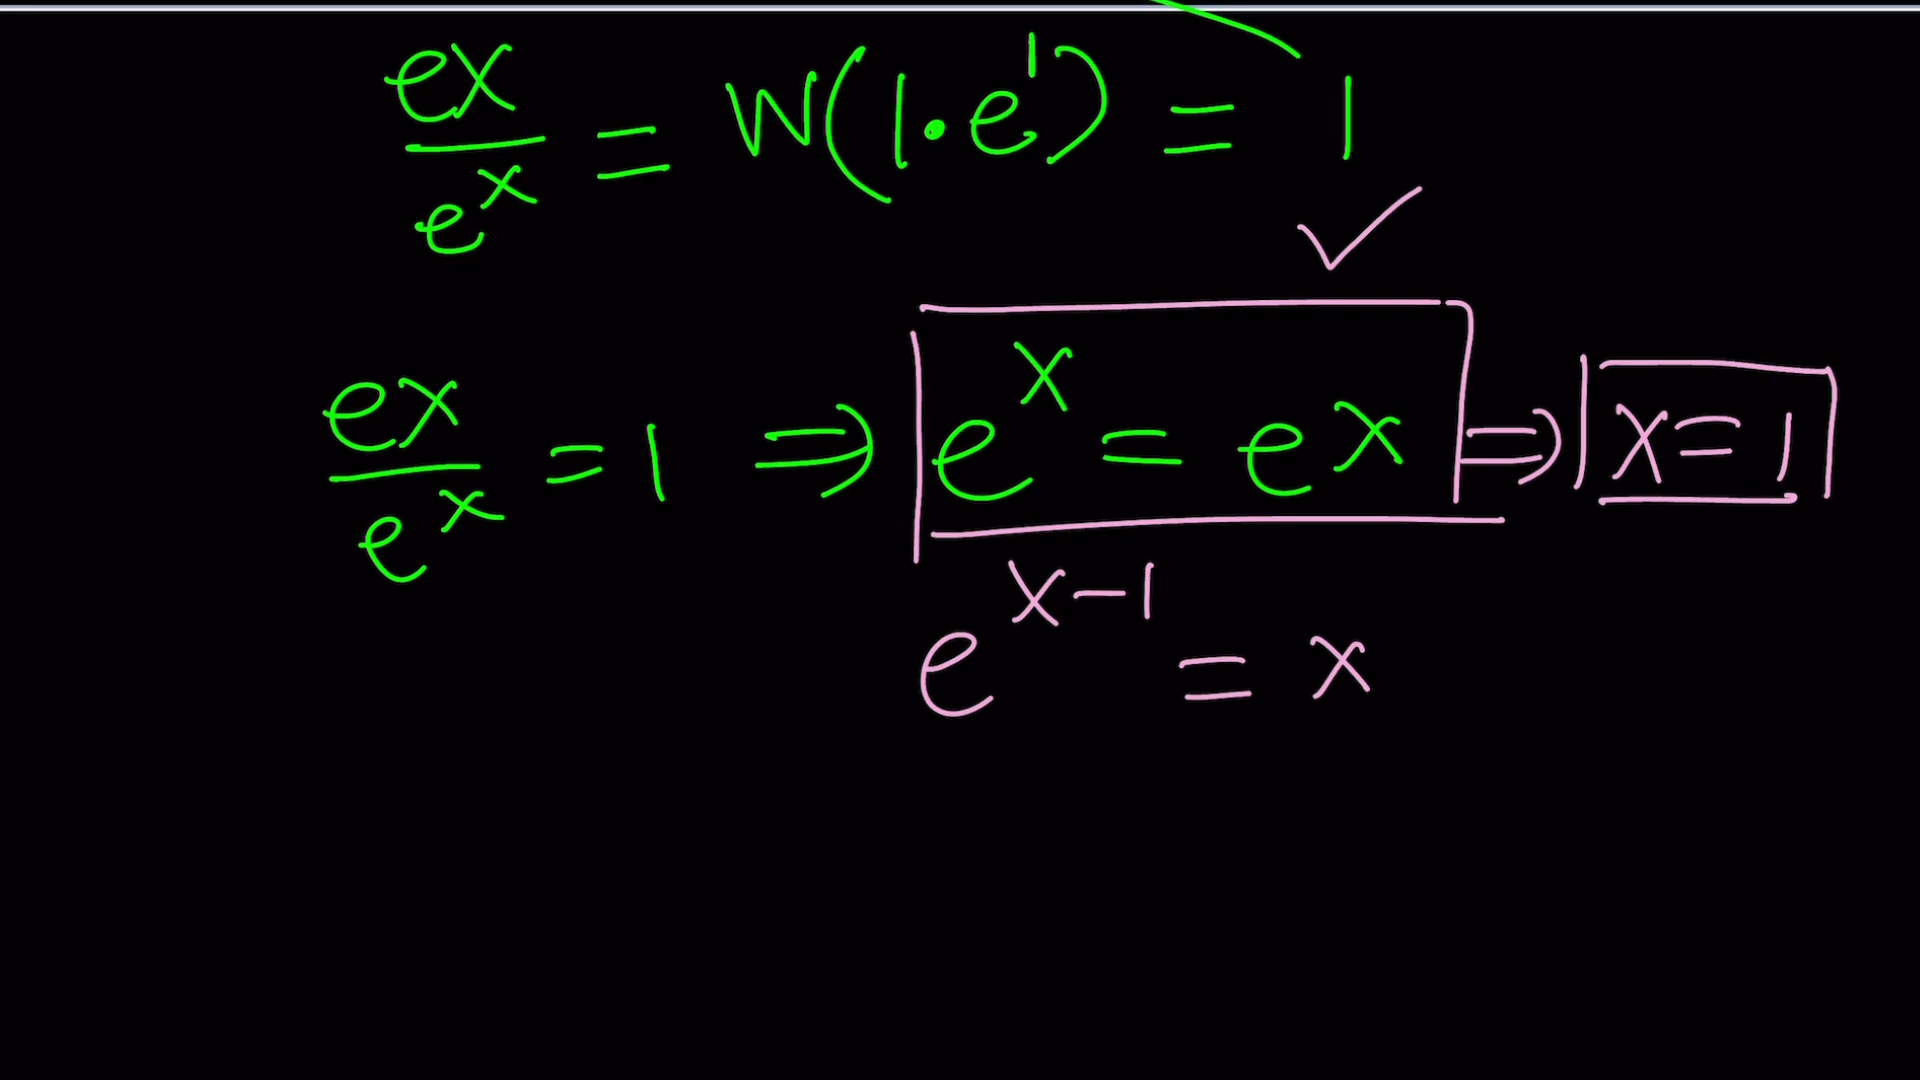 ex/e^x = W(1·e^1) = 1
ex/e^x = 1 ⇒ e^x = ex ⇒ x = 1
e^(x-1) = x